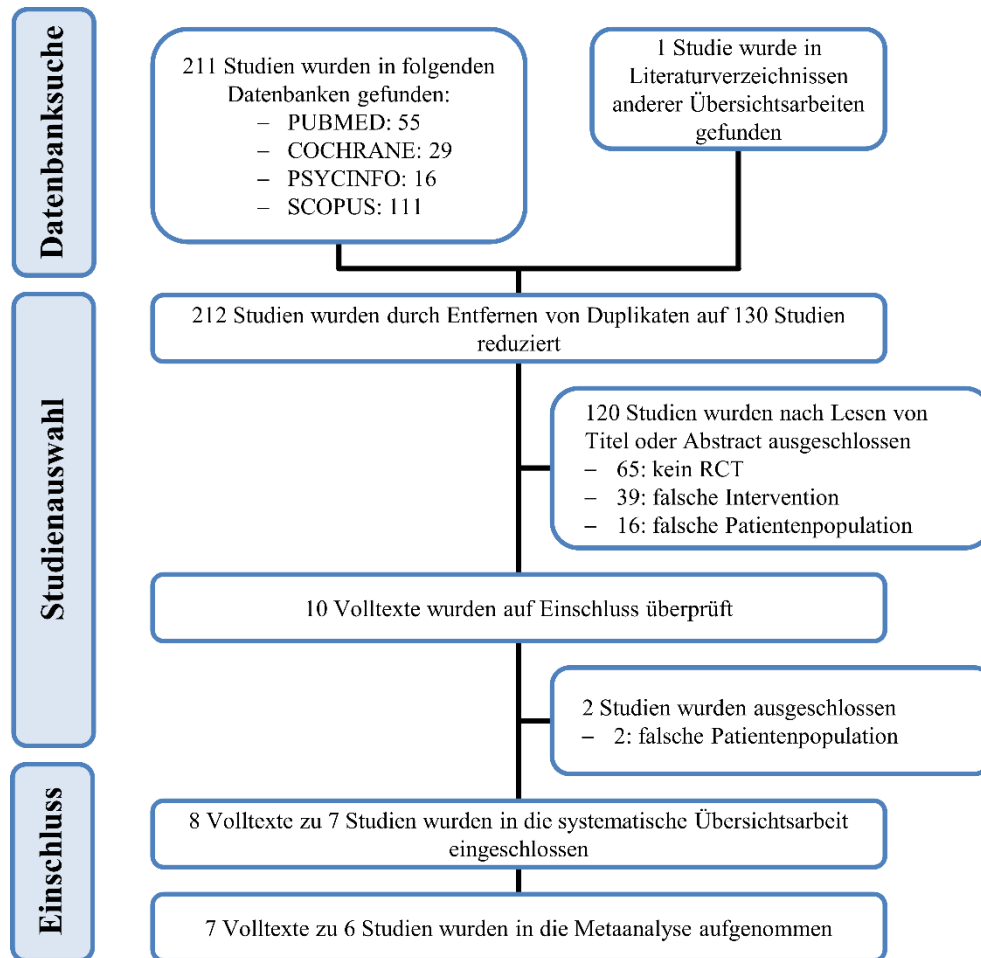 Datenbanksuche
211 Studien wurden in folgenden
Datenbanken gefunden:
– PUBMED: 55
– COCHRANE: 29
– PSYCINFO: 16
– SCOPUS: 111
1 Studie wurde in
Literaturverzeichnissen
anderer Übersichtsarbeiten
gefunden
Studienauswahl
212 Studien wurden durch Entfernen von Duplikaten auf 130 Studien
reduziert
120 Studien wurden nach Lesen von
Titel oder Abstract ausgeschlossen
– 65: kein RCT
– 39: falsche Intervention
– 16: falsche Patientenpopulation
10 Volltexte wurden auf Einschluss überprüft
2 Studien wurden ausgeschlossen
– 2: falsche Patientenpopulation
Einschluss
8 Volltexte zu 7 Studien wurden in die systematische Übersichtsarbeit
eingeschlossen
7 Volltexte zu 6 Studien wurden in die Metaanalyse aufgenommen